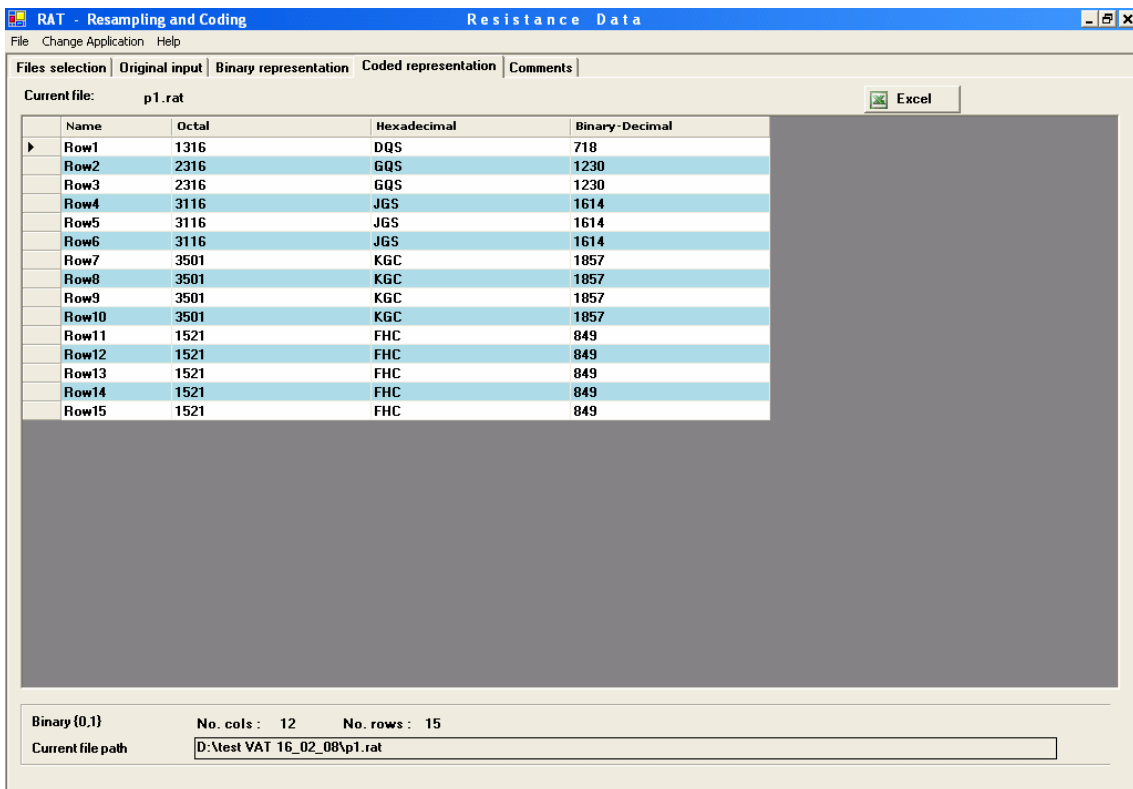 RAT - Resampling and Coding Resistance Data
File Change Application Help
Files selection Original input Binary representation Coded representation Comments
Current file: p1.rat Excel
Name Octal Hexadecimal Binary-Decimal
Row1 1316 DQS 718
Row2 2316 GQS 1230
Row3 2316 GQS 1230
Row4 3116 JGS 1614
Row5 3116 JGS 1614
Row6 3116 JGS 1614
Row7 3501 KGC 1857
Row8 3501 KGC 1857
Row9 3501 KGC 1857
Row10 3501 KGC 1857
Row11 1521 FHC 849
Row12 1521 FHC 849
Row13 1521 FHC 849
Row14 1521 FHC 849
Row15 1521 FHC 849
Binary {0,1} No. cols : 12 No. rows : 15
Current file path D:\test VAT 16_02_08\p1.rat